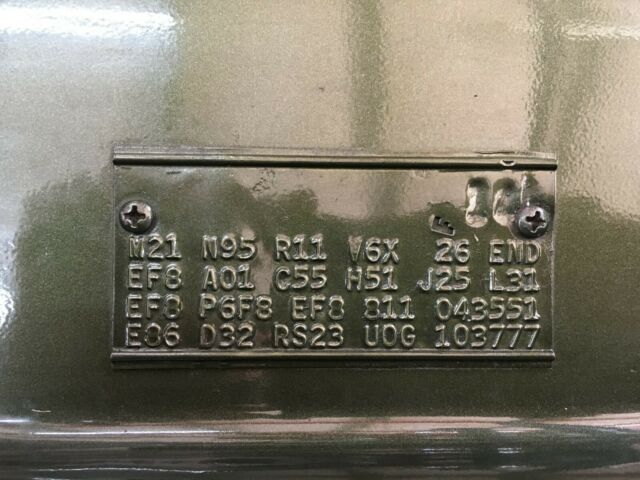 M21 N95 R11 V6X 26 END
EF8 A01 C55 H51 J25 L31
EF8 P6F8 EF8 811 043551
E86 D32 RS23 U0G 103777